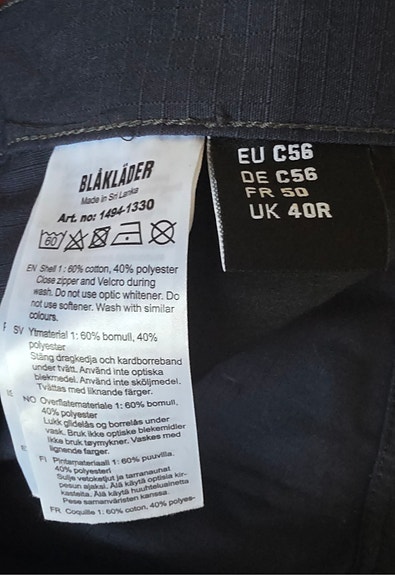 BLÅKLÄDER
Made in Sri Lanka
Art. no: 1494-1330
60
EN Shell 1: 60% cotton, 40% polyester
Close zipper and Velcro during
wash. Do not use optic whitener. Do
not use softener. Wash with similar
colours.
SV Ytmaterial 1: 60% bomull, 40%
polyester
Stäng dragkedja och kardborreband
under tvätt. Använd inte optiska
blekmedel. Använd inte sköljmedel.
Tvättas med liknande färger.
NO Overflatemateriale 1: 60% bomull,
40% polyester
Lukk glidelås og borrelås under
vask. Bruk ikke optiske blekemidler
Ikke bruk tøymykner. Vaskes med
lignende farger.
FI Pintamateriaali 1: 60% puuvilla,
40% polyesteri
Sulje vetoketjut ja tarranauhat
pesun ajaksi. Älä käytä optisia kir-
kasteita. Älä käytä huuhteluainetta
Pese samanväristen kanssa.
FR Coquille 1: 60% coton, 40% polyes-
EU C56
DE C56
FR 50
UK 40R